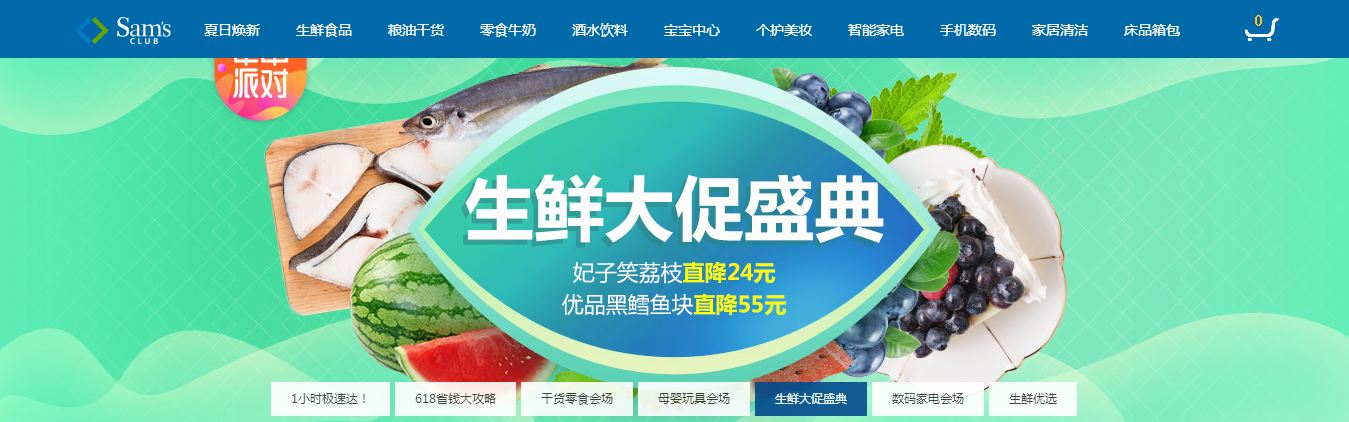 Sam's CLUB 夏日焕新 生鲜食品 粮油干货 零食牛奶 酒水饮料 宝宝中心 个护美妆 智能家电 手机数码 家居清洁 床品箱包 0
派对
生鲜大促盛典
妃子笑荔枝直降24元
优品黑鳕鱼块直降55元
1小时极速达！ 618省钱大攻略 干货零食会场 母婴玩具会场 生鲜大促盛典 数码家电会场 生鲜优选